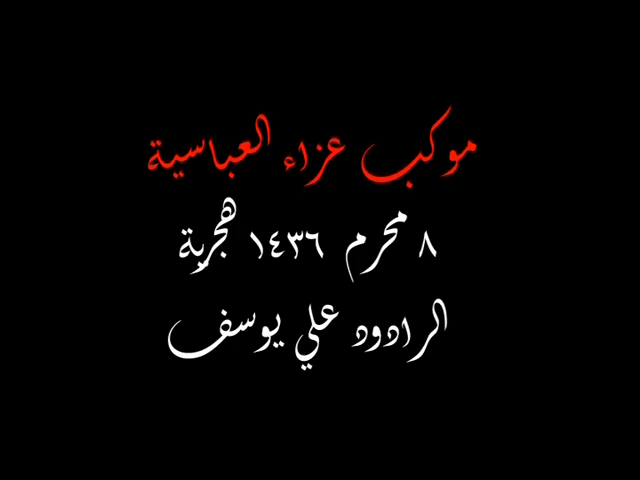 موكب عزاء العباسية
٨ محرم ١٤٣٦ هجرية
الرادود علي يوسف